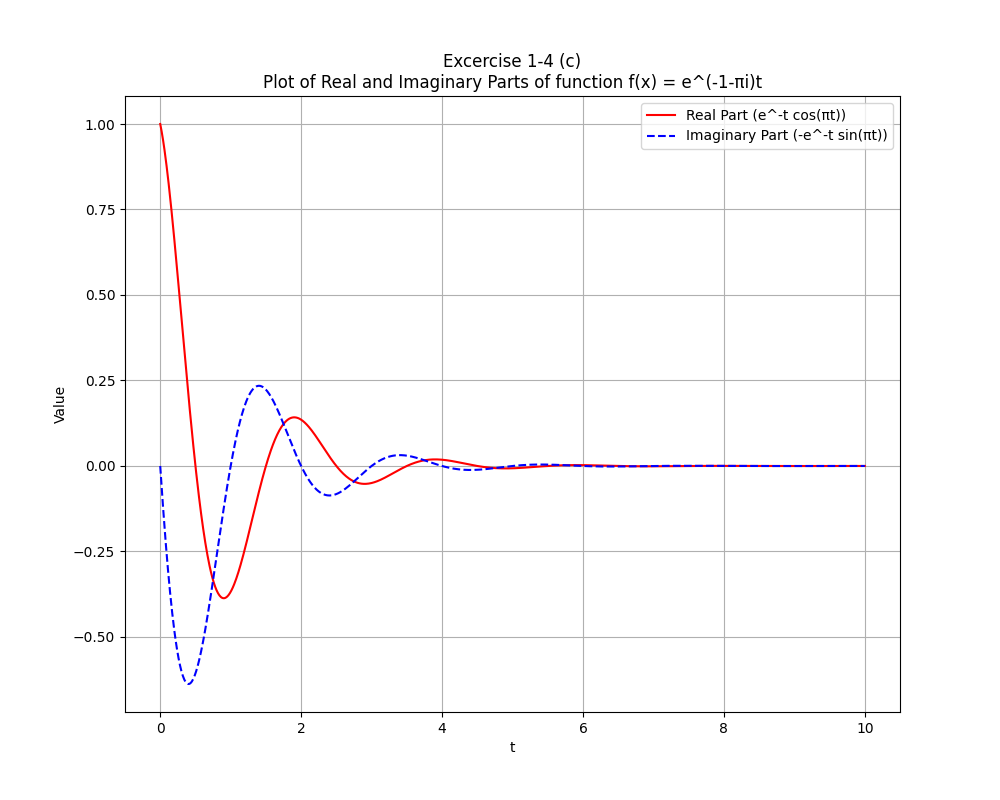 Excercise 1-4 (c)
Plot of Real and Imaginary Parts of function f(x) = e^(-1-πi)t
Real Part (e^-t cos(πt))
Imaginary Part (-e^-t sin(πt))
1.00
0.75
0.50
0.25
0.00
−0.25
−0.50
Value
0 2 4 6 8 10
t